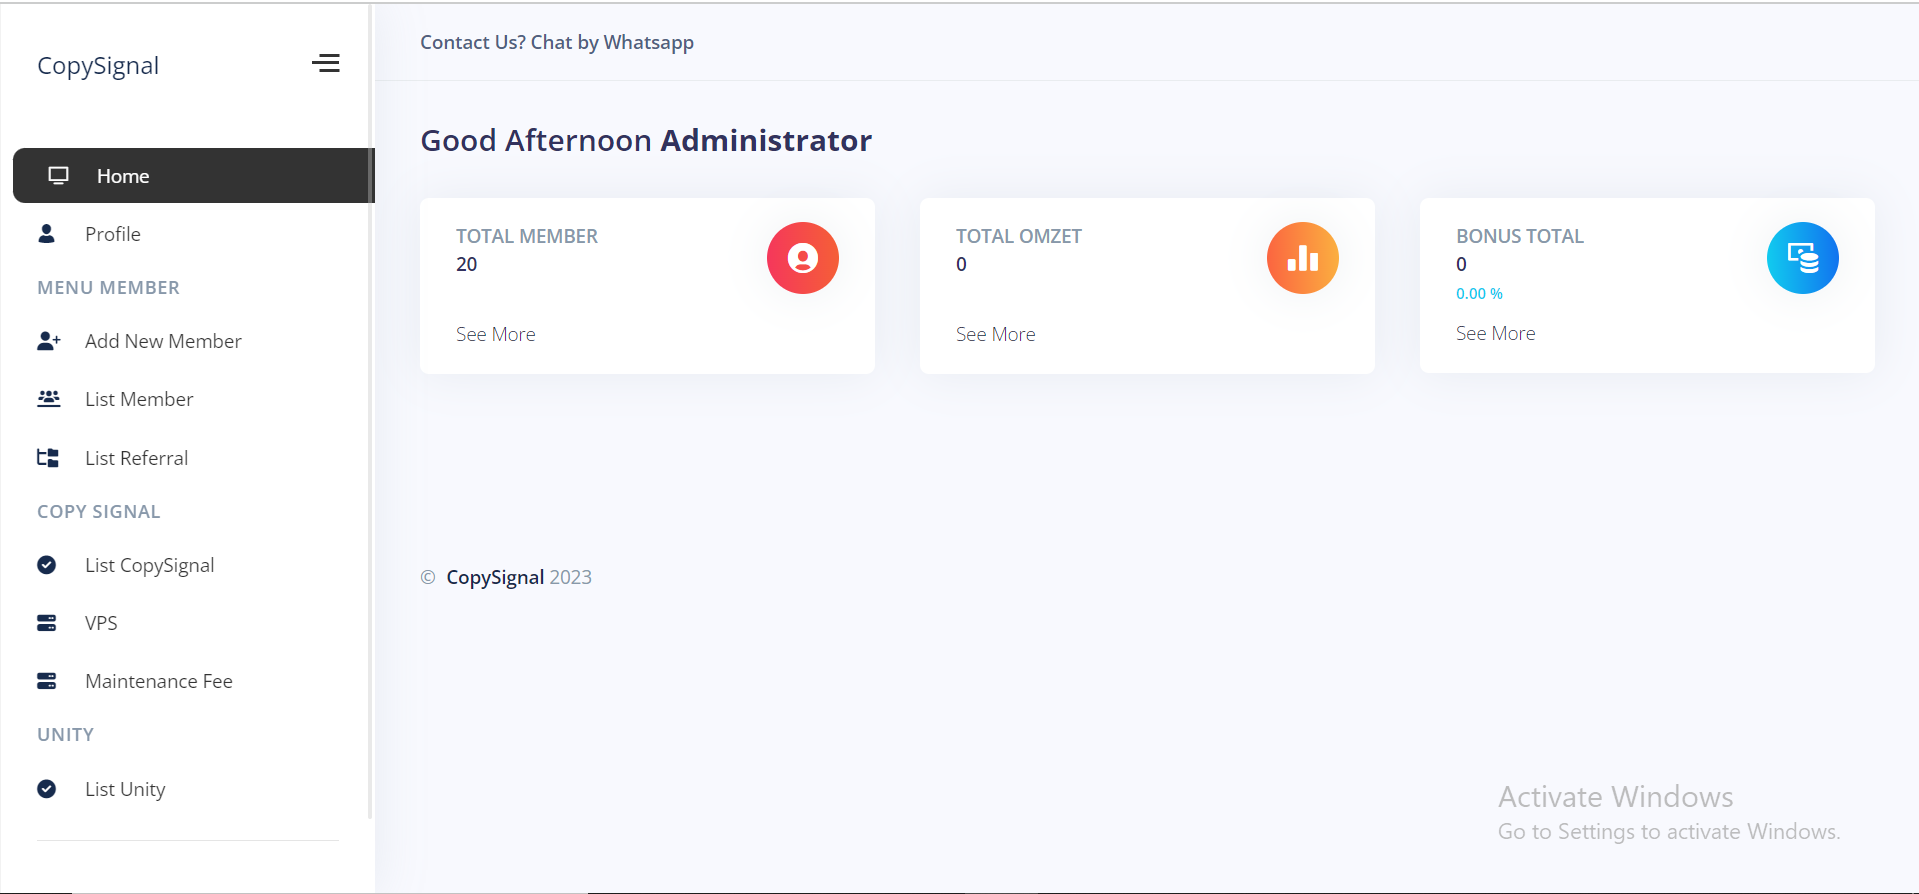 CopySignal
Home
Profile
MENU MEMBER
Add New Member
List Member
List Referral
COPY SIGNAL
List CopySignal
VPS
Maintenance Fee
UNITY
List Unity
Contact Us? Chat by Whatsapp
Good Afternoon Administrator
TOTAL MEMBER
20
See More
TOTAL OMZET
0
See More
BONUS TOTAL
0
0.00 %
See More
© CopySignal 2023
Activate Windows
Go to Settings to activate Windows.